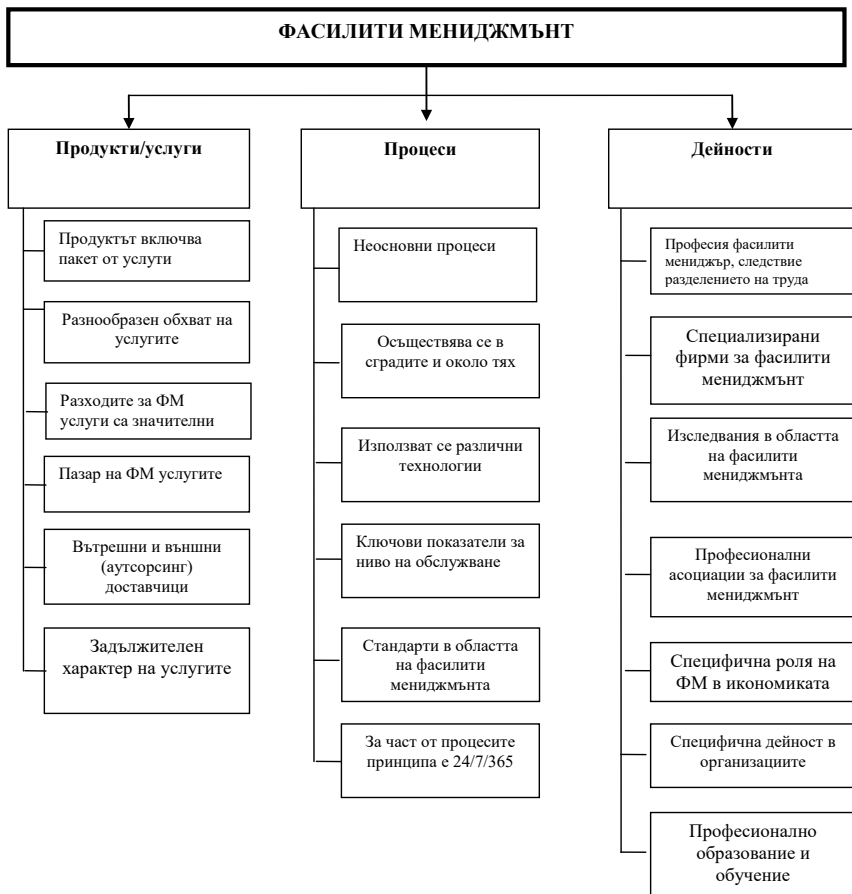 ФАСИЛИТИ МЕНИДЖМЪНТ
Продукти/услуги
Продуктът включва
пакет от услути
Разнообразен обхват на
услугите
Разходите за ФМ
услуги са значителни
Пазар на ФМ услугите
Вътрешни и външни
(аутсорсинг)
доставчици
Задължителен
характер на услугите
Процеси
Неосновни процеси
Осъществява се в
сградите и около тях
Използват се различни
технологии
Ключови показатели за
ниво на обслужване
Стандарти в областта
на фасилити
мениджмънта
За част от процесите
принципа е 24/7/365
Дейности
Професия фасилити
мениджър, следствие
разделението на труда
Специализирани
фирми за фасилити
мениджмънт
Изследвания в областта
на фасилити
мениджмънта
Професионални
асоциации за фасилити
мениджмънт
Специфична роля на
ФМ в икономиката
Специфична дейност в
организациите
Професионално
образование и
обучение